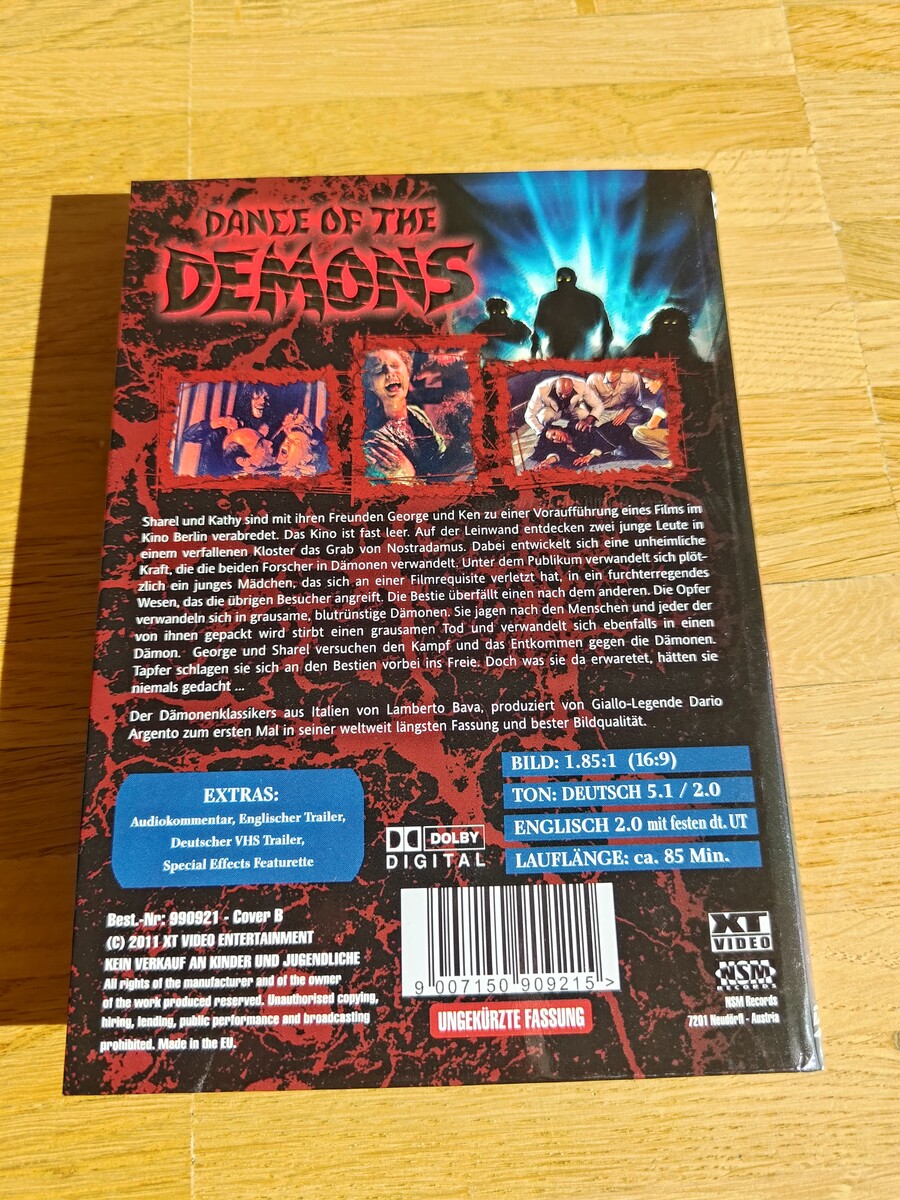 DANCE OF THE
DEMONS
Sharel und Kathy sind mit ihren Freunden George und Ken zu einer Voraufführung eines Films im
Kino Berlin verabredet. Das Kino ist fast leer. Auf der Leinwand entdecken zwei junge Leute in
einem verfallenen Kloster das Grab von Nostradamus. Dabei entwickelt sich eine unheimliche
Kraft, die die beiden Forscher in Dämonen verwandelt. Unter dem Publikum verwandelt sich plöt-
zlich ein junges Mädchen, das sich an einer Filmrequisite verletzt hat, in ein furchterregendes
Wesen, das die übrigen Besucher angreift. Die Bestie überfällt einen nach dem anderen. Die Opfer
verwandeln sich in grausame, blutrünstige Dämonen. Sie jagen nach den Menschen und jeder der
von ihnen gepackt wird stirbt einen grausamen Tod und verwandelt sich ebenfalls in einen
Dämon. George und Sharel versuchen den Kampf und das Entkommen gegen die Dämonen.
Tapfer schlagen sie sich an den Bestien vorbei ins Freie. Doch was sie da erwaretet, hätten sie
niemals gedacht ...
Der Dämonenklassikers aus Italien von Lamberto Bava, produziert von Giallo-Legende Dario
Argento zum ersten Mal in seiner weltweit längsten Fassung und bester Bildqualität.
EXTRAS:
Audiokommentar, Englischer Trailer,
Deutscher VHS Trailer,
Special Effects Featurette
DOLBY
DIGITAL
BILD: 1.85:1 (16:9)
TON: DEUTSCH 5.1 / 2.0
ENGLISCH 2.0 mit festen dt. UT
LAUFLÄNGE: ca. 85 Min.
Best.-Nr: 990921 - Cover B
(C) 2011 XT VIDEO ENTERTAINMENT
KEIN VERKAUF AN KINDER UND JUGENDLICHE
All rights of the manufacturer and of the owner
of the work produced reserved. Unauthorised copying,
hiring, lending, public performance and broadcasting
prohibited. Made in the EU.
9 007150 909215 >
UNGEKÜRZTE FASSUNG
XT
VIDEO
NSM
RECORDS
NSM Records
7201 Neudörfl - Austria